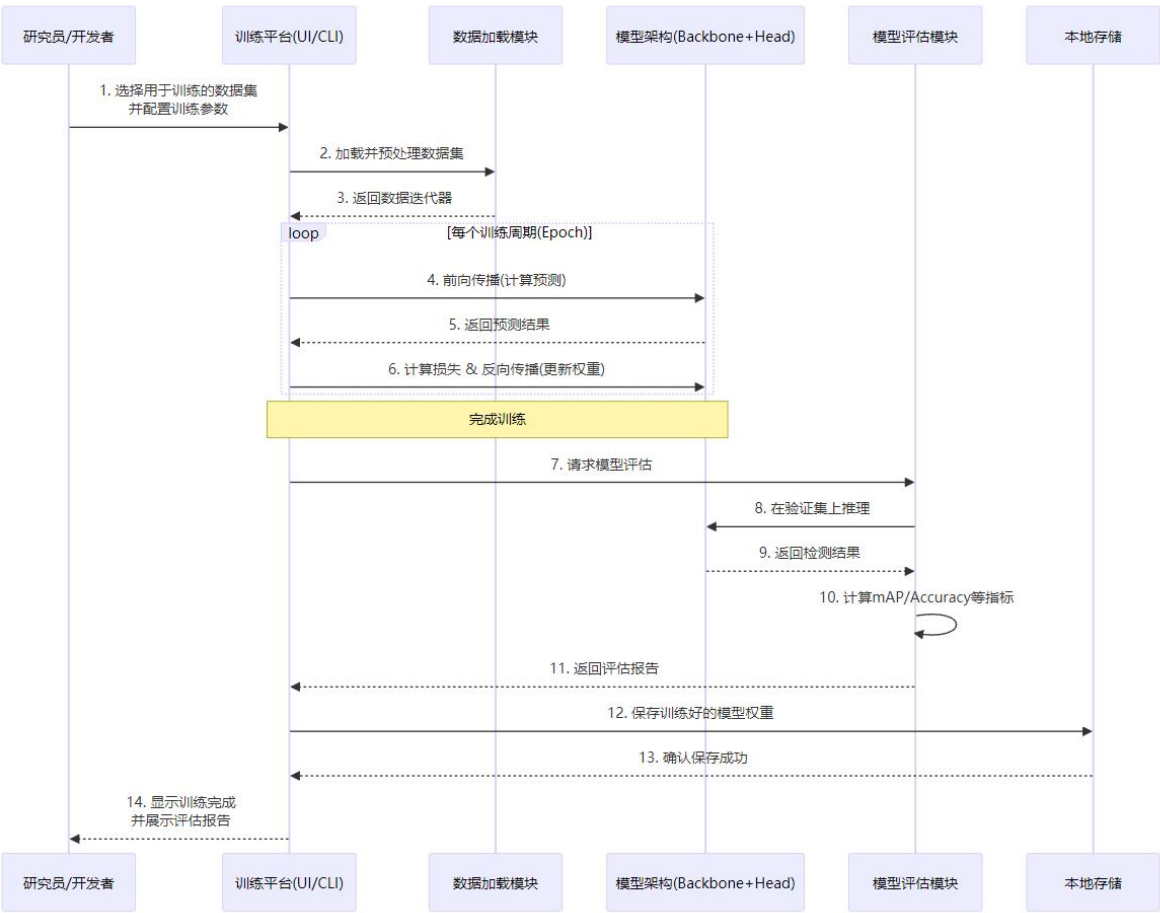 研究员/开发者
训练平台(UI/CLI)
数据加载模块
模型架构(Backbone+Head)
模型评估模块
本地存储
1. 选择用于训练的数据集
并配置训练参数
2. 加载并预处理数据集
3. 返回数据迭代器
loop
[每个训练周期(Epoch)]
4. 前向传播(计算预测)
5. 返回预测结果
6. 计算损失 & 反向传播(更新权重)
完成训练
7. 请求模型评估
8. 在验证集上推理
9. 返回检测结果
10. 计算mAP/Accuracy等指标
11. 返回评估报告
12. 保存训练好的模型权重
13. 确认保存成功
14. 显示训练完成
并展示评估报告
研究员/开发者
训练平台(UI/CLI)
数据加载模块
模型架构(Backbone+Head)
模型评估模块
本地存储